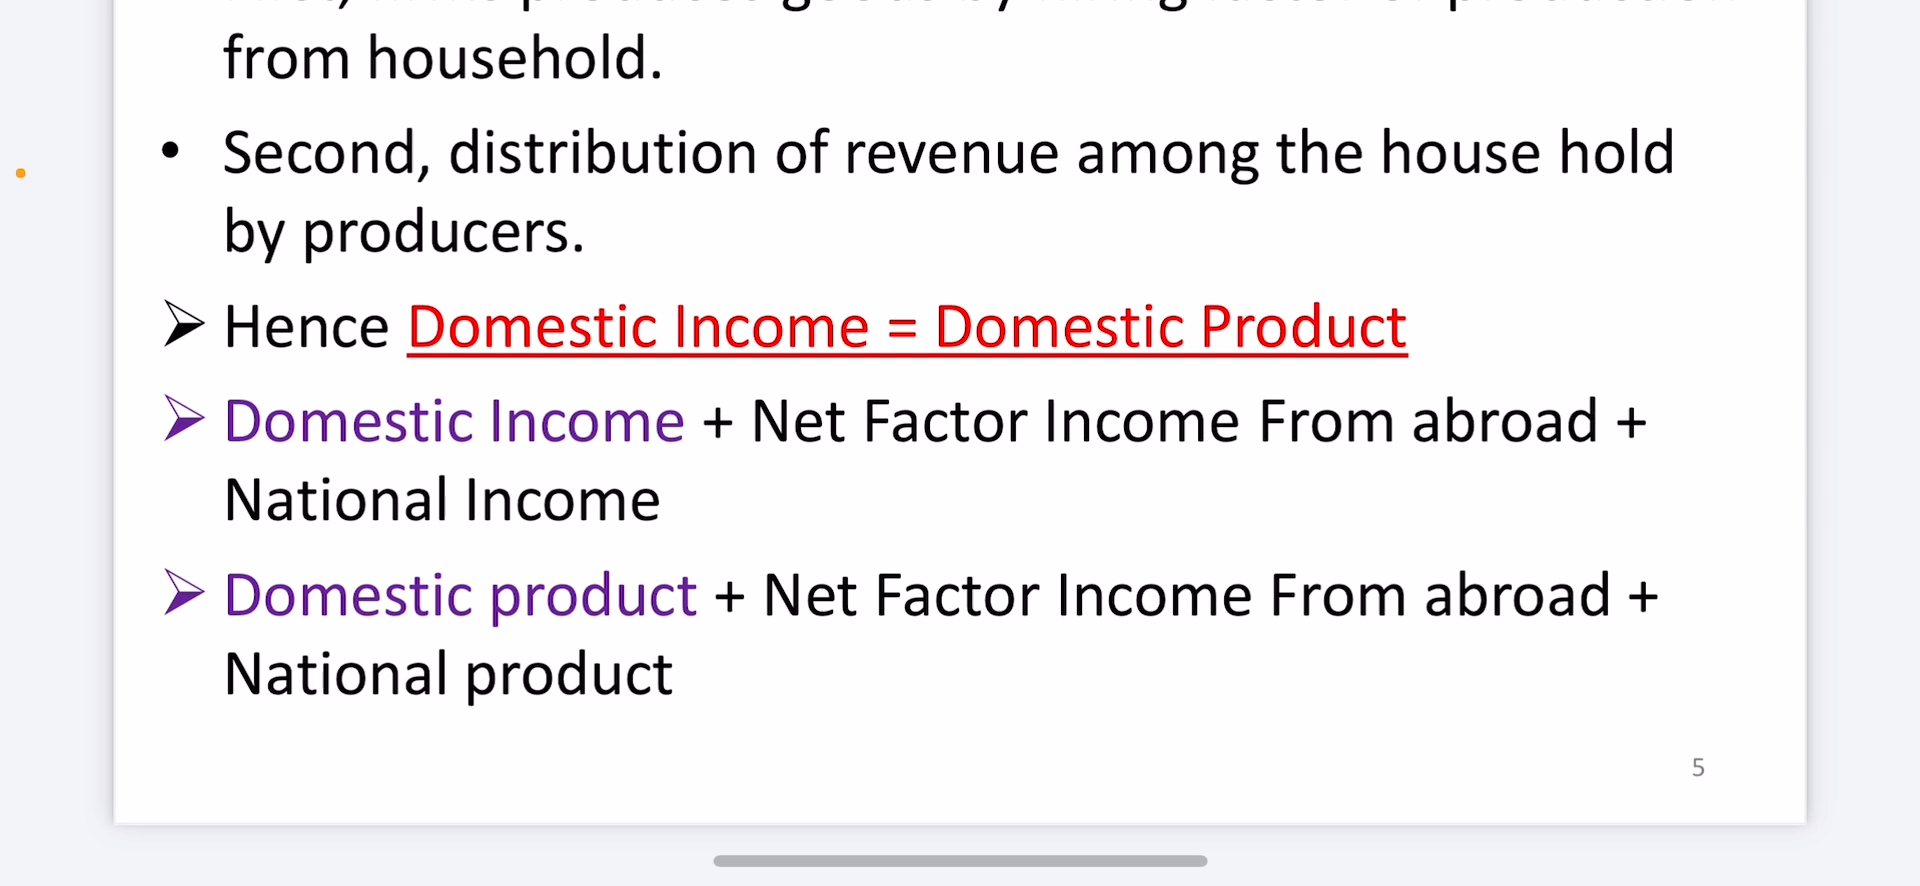 from household.
• Second, distribution of revenue among the house hold
by producers.
➢ Hence Domestic Income = Domestic Product
➢ Domestic Income + Net Factor Income From abroad +
National Income
➢ Domestic product + Net Factor Income From abroad +
National product
5